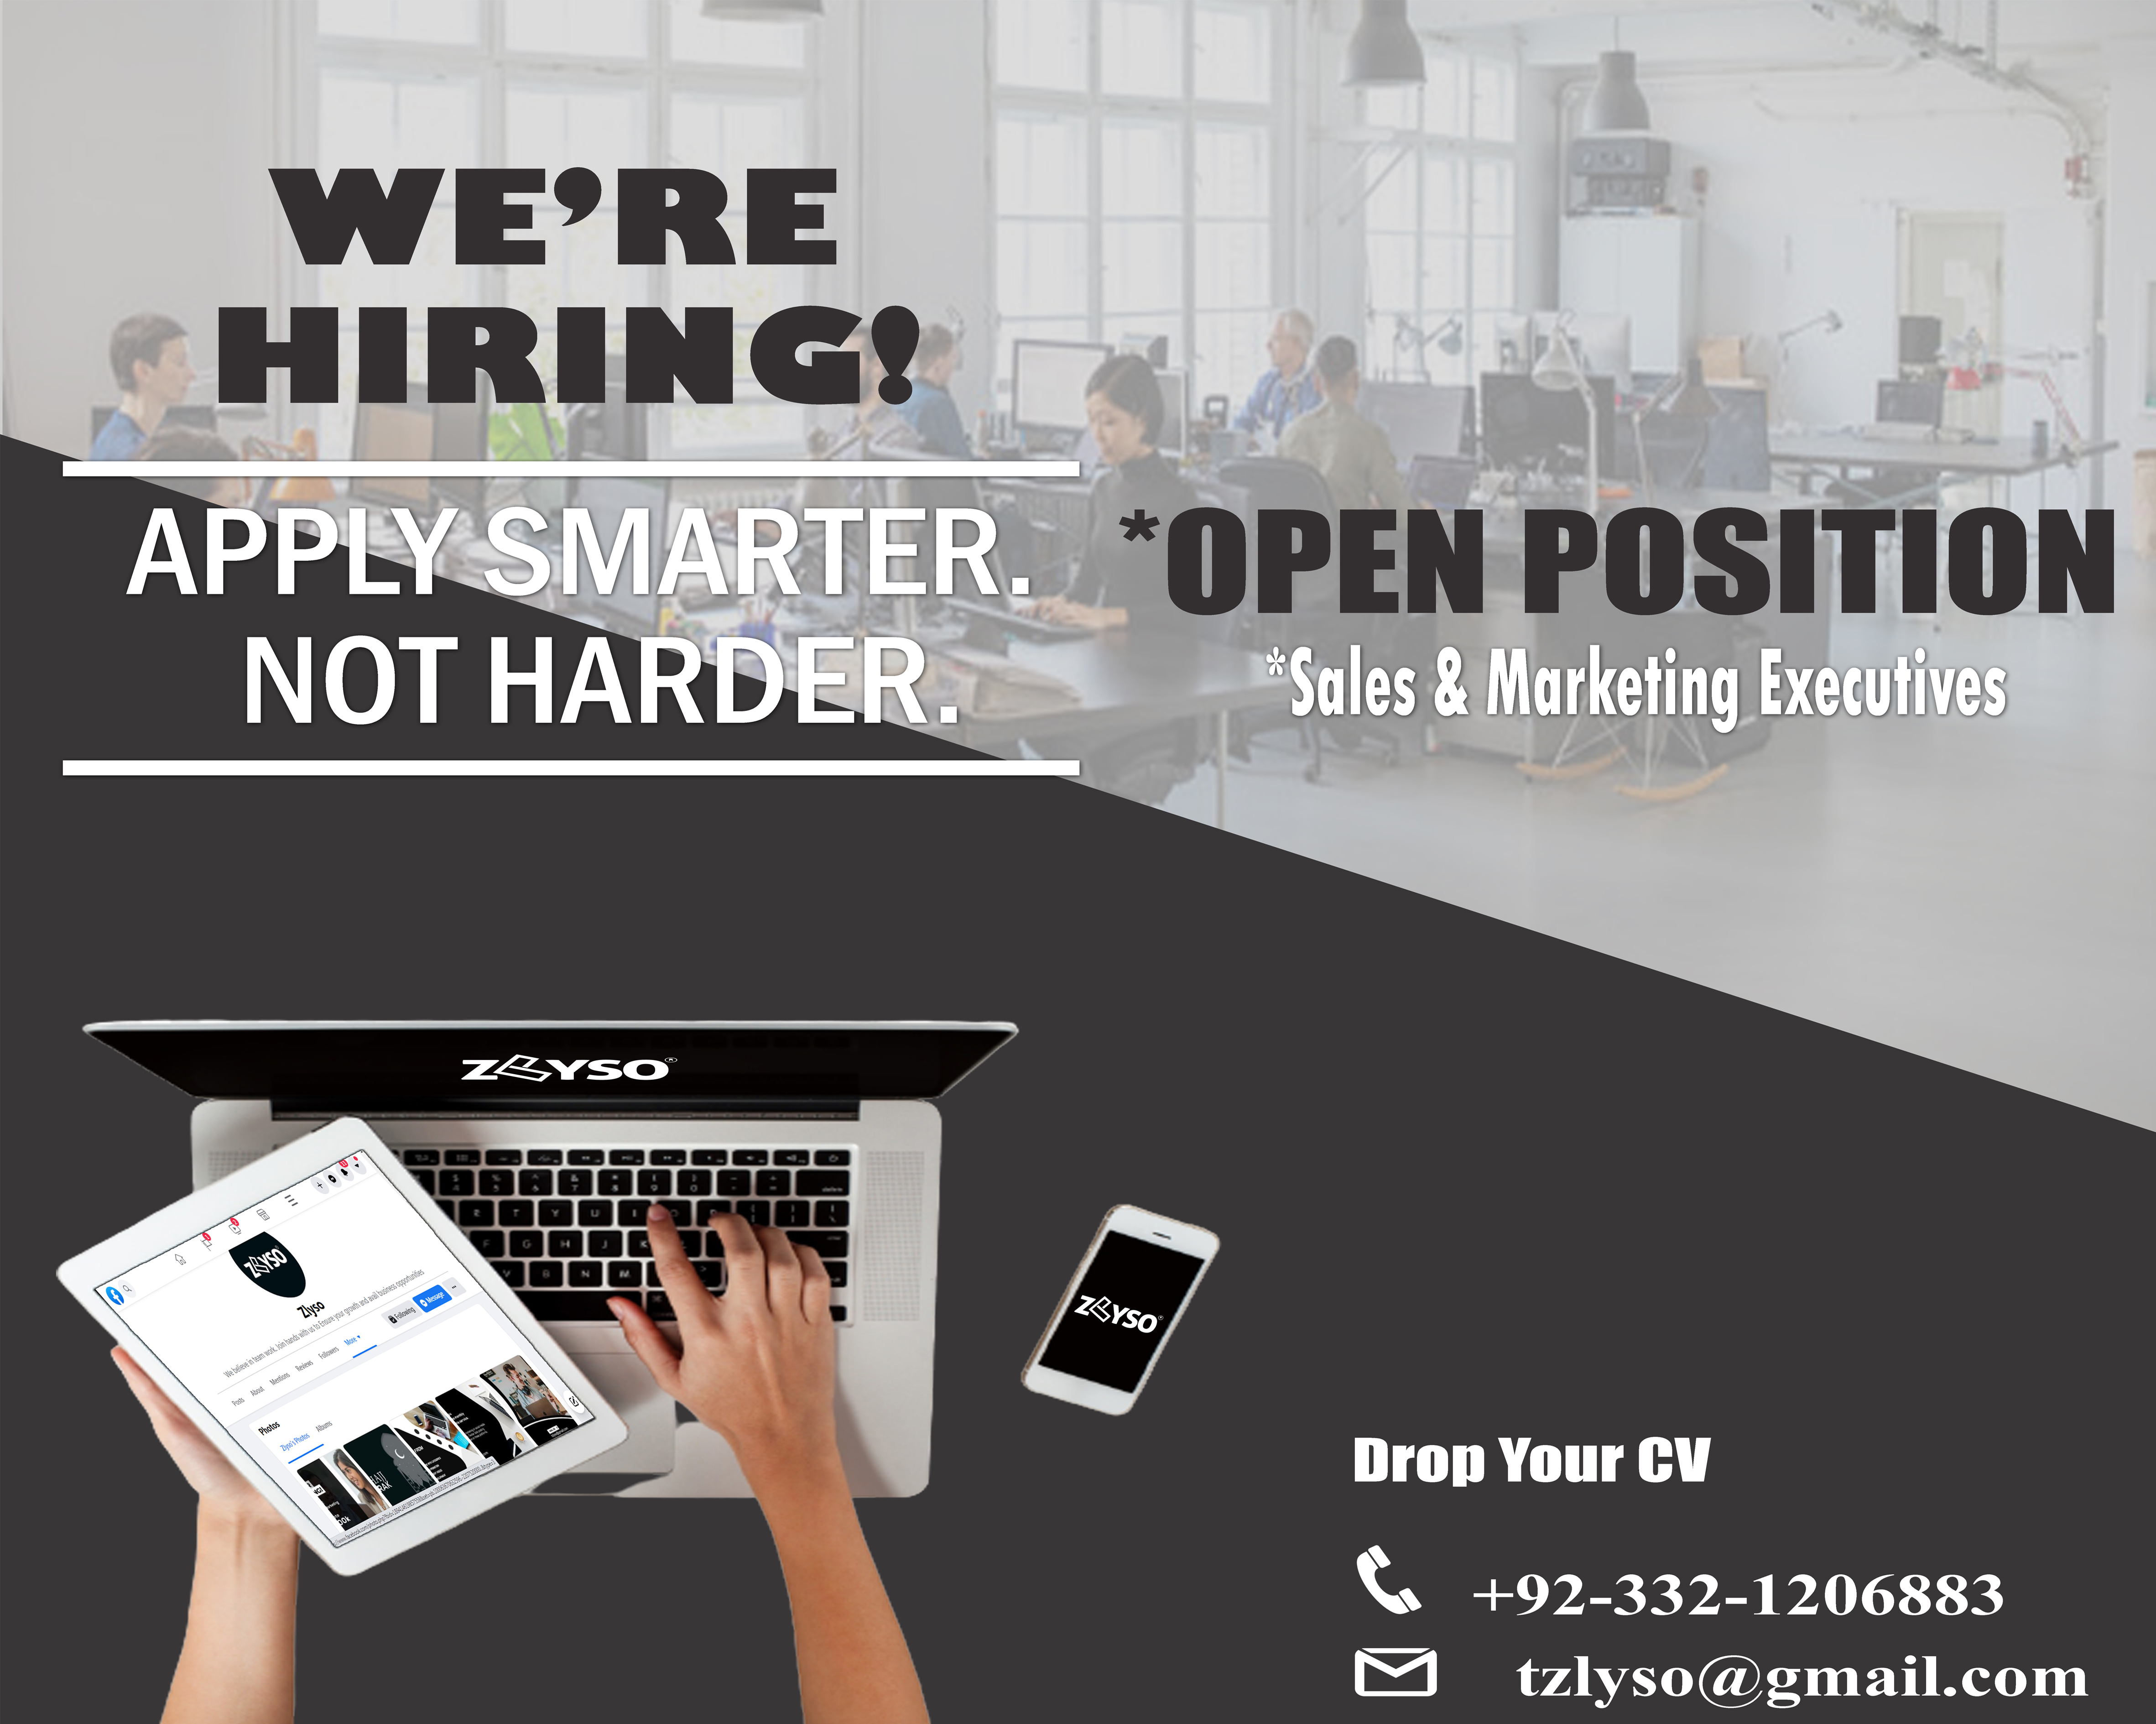 WE'RE
HIRING!
APPLY SMARTER.
NOT HARDER.
*OPEN POSITION
*Sales & Marketing Executives
ZLYSO®
ZLYSO
Zlyso
We believe in team work. Join hands with us to Ensure your growth and avail business opportunities
Following
Message
Posts
About
Mentions
Reviews
Followers
More
Photos
Zlyso's Photos
Albums
ZLYSO®
Drop Your CV
+92-332-1206883
tzlyso@gmail.com